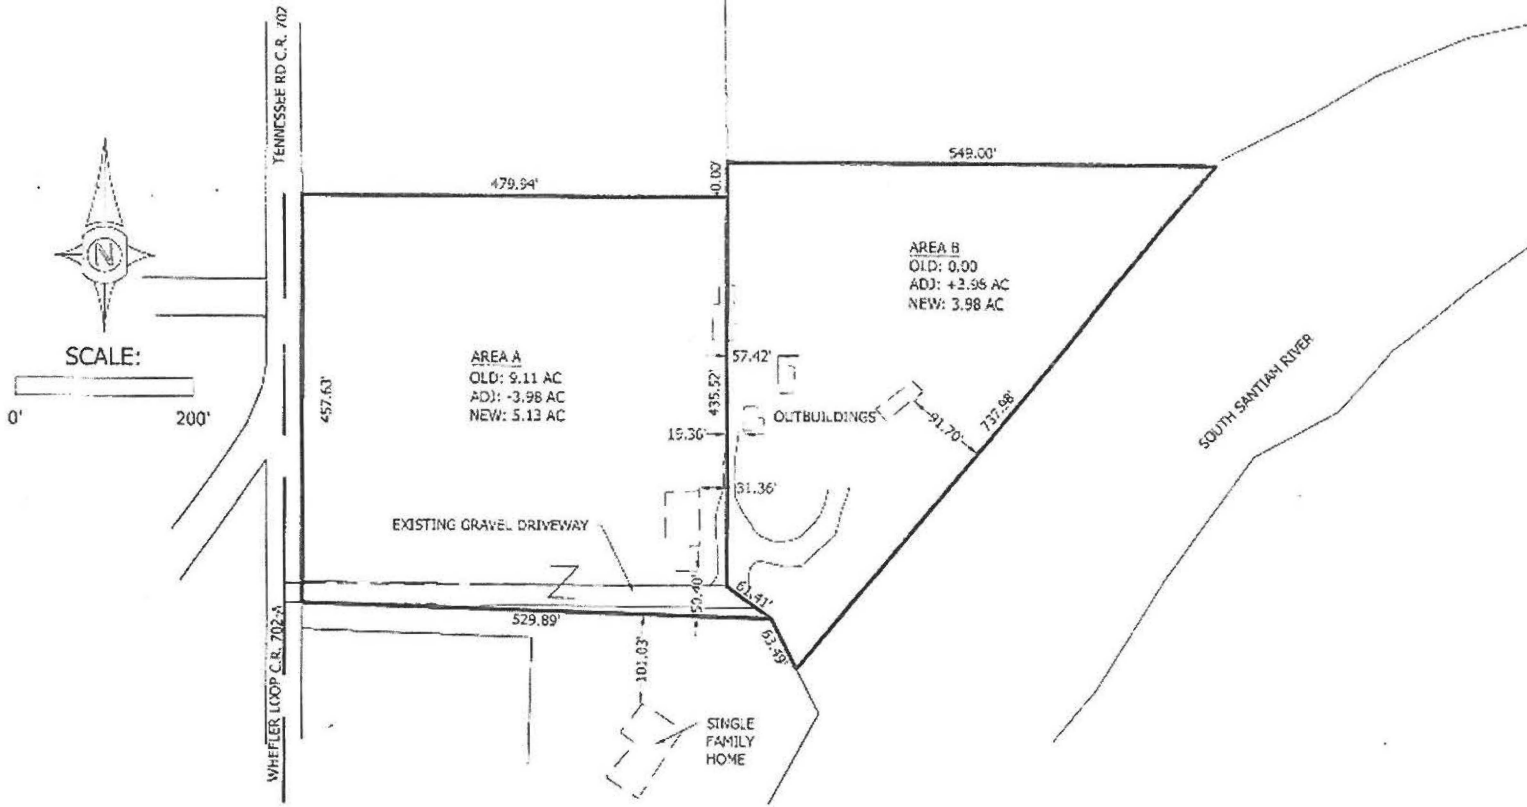 TENNESSEE RD C.R. 702
549.00'
479.94'
N
AREA B
OLD: 0.00
ADJ: +3.98 AC
NEW: 3.98 AC
SCALE:
0'
200'
AREA A
OLD: 9.11 AC
ADJ: -3.98 AC
NEW: 5.13 AC
457.63'
435.52'
57.42'
OUTBUILDINGS
19.36'
91.70'
737.98'
SOUTH SANTIAM RIVER
31.36'
EXISTING GRAVEL DRIVEWAY
Z
50.40'
61.41'
529.89'
63.49'
101.03'
WHEELER LOOP C.R. 702-A
SINGLE
FAMILY
HOME